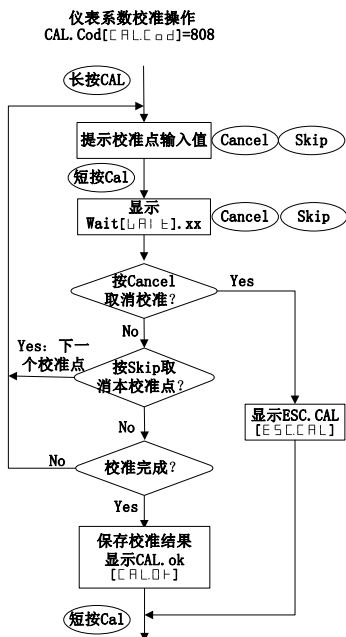 仪表系数校准操作
CAL.Cod[CAL.Cod]=808
长按CAL
提示校准点输入值
Cancel
Skip
短按Cal
显示
Wait[WAIt].xx
Cancel
Skip
按Cancel
取消校准？
Yes
No
Yes：下一
个校准点
按Skip取
消本校准点？
No
显示ESC.CAL
[ESC.CAL]
No
校准完成？
Yes
保存校准结果
显示CAL.ok
[CAL.Ok]
短按Cal